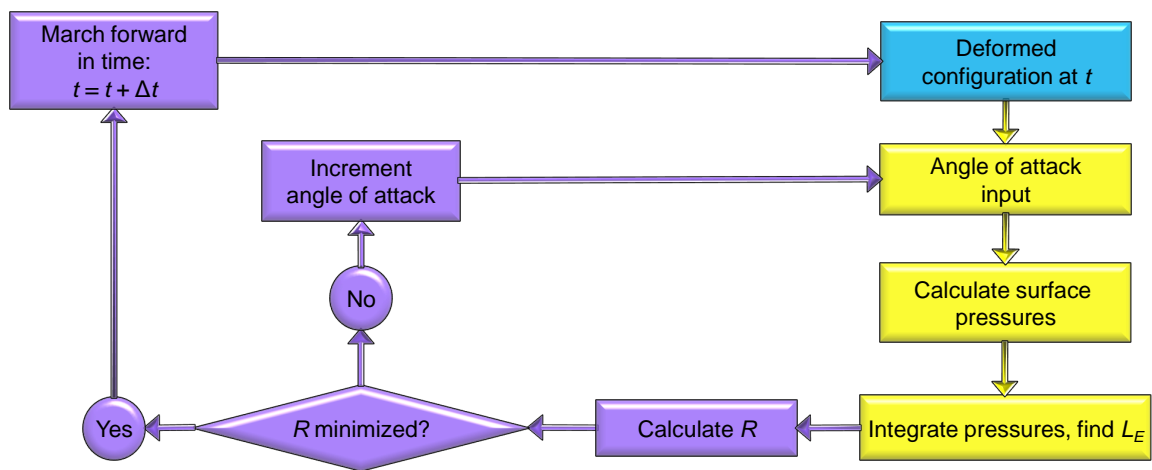 March forward
in time:
t = t + Δt
Deformed
configuration at t
Increment
angle of attack
Angle of attack
input
No
Calculate surface
pressures
Yes
R minimized?
Calculate R
Integrate pressures, find L_E